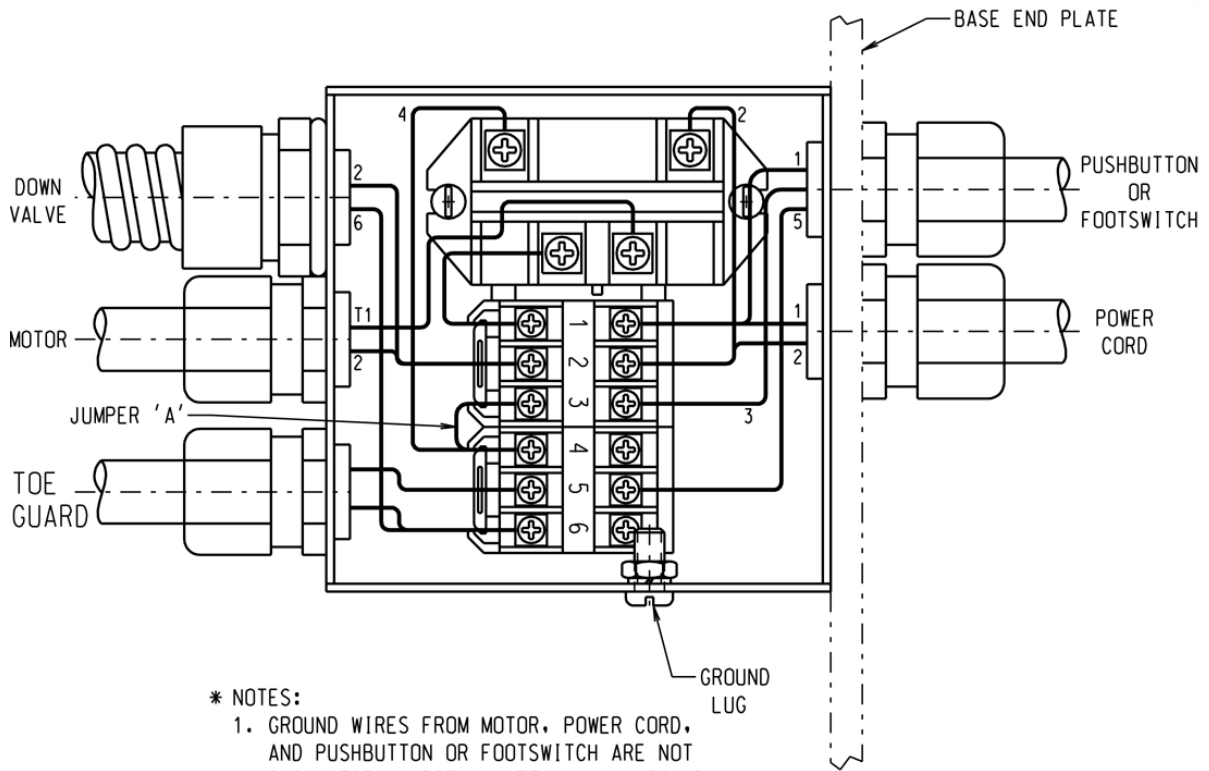 BASE END PLATE
4
2
1
2
DOWN
VALVE
6
5
PUSHBUTTON
OR
FOOTSWITCH
T1
1
1
MOTOR
2
2
2
POWER
CORD
JUMPER 'A'
3
3
4
TOE
GUARD
5
6
GROUND
LUG
* NOTES:
1. GROUND WIRES FROM MOTOR, POWER CORD,
AND PUSHBUTTON OR FOOTSWITCH ARE NOT